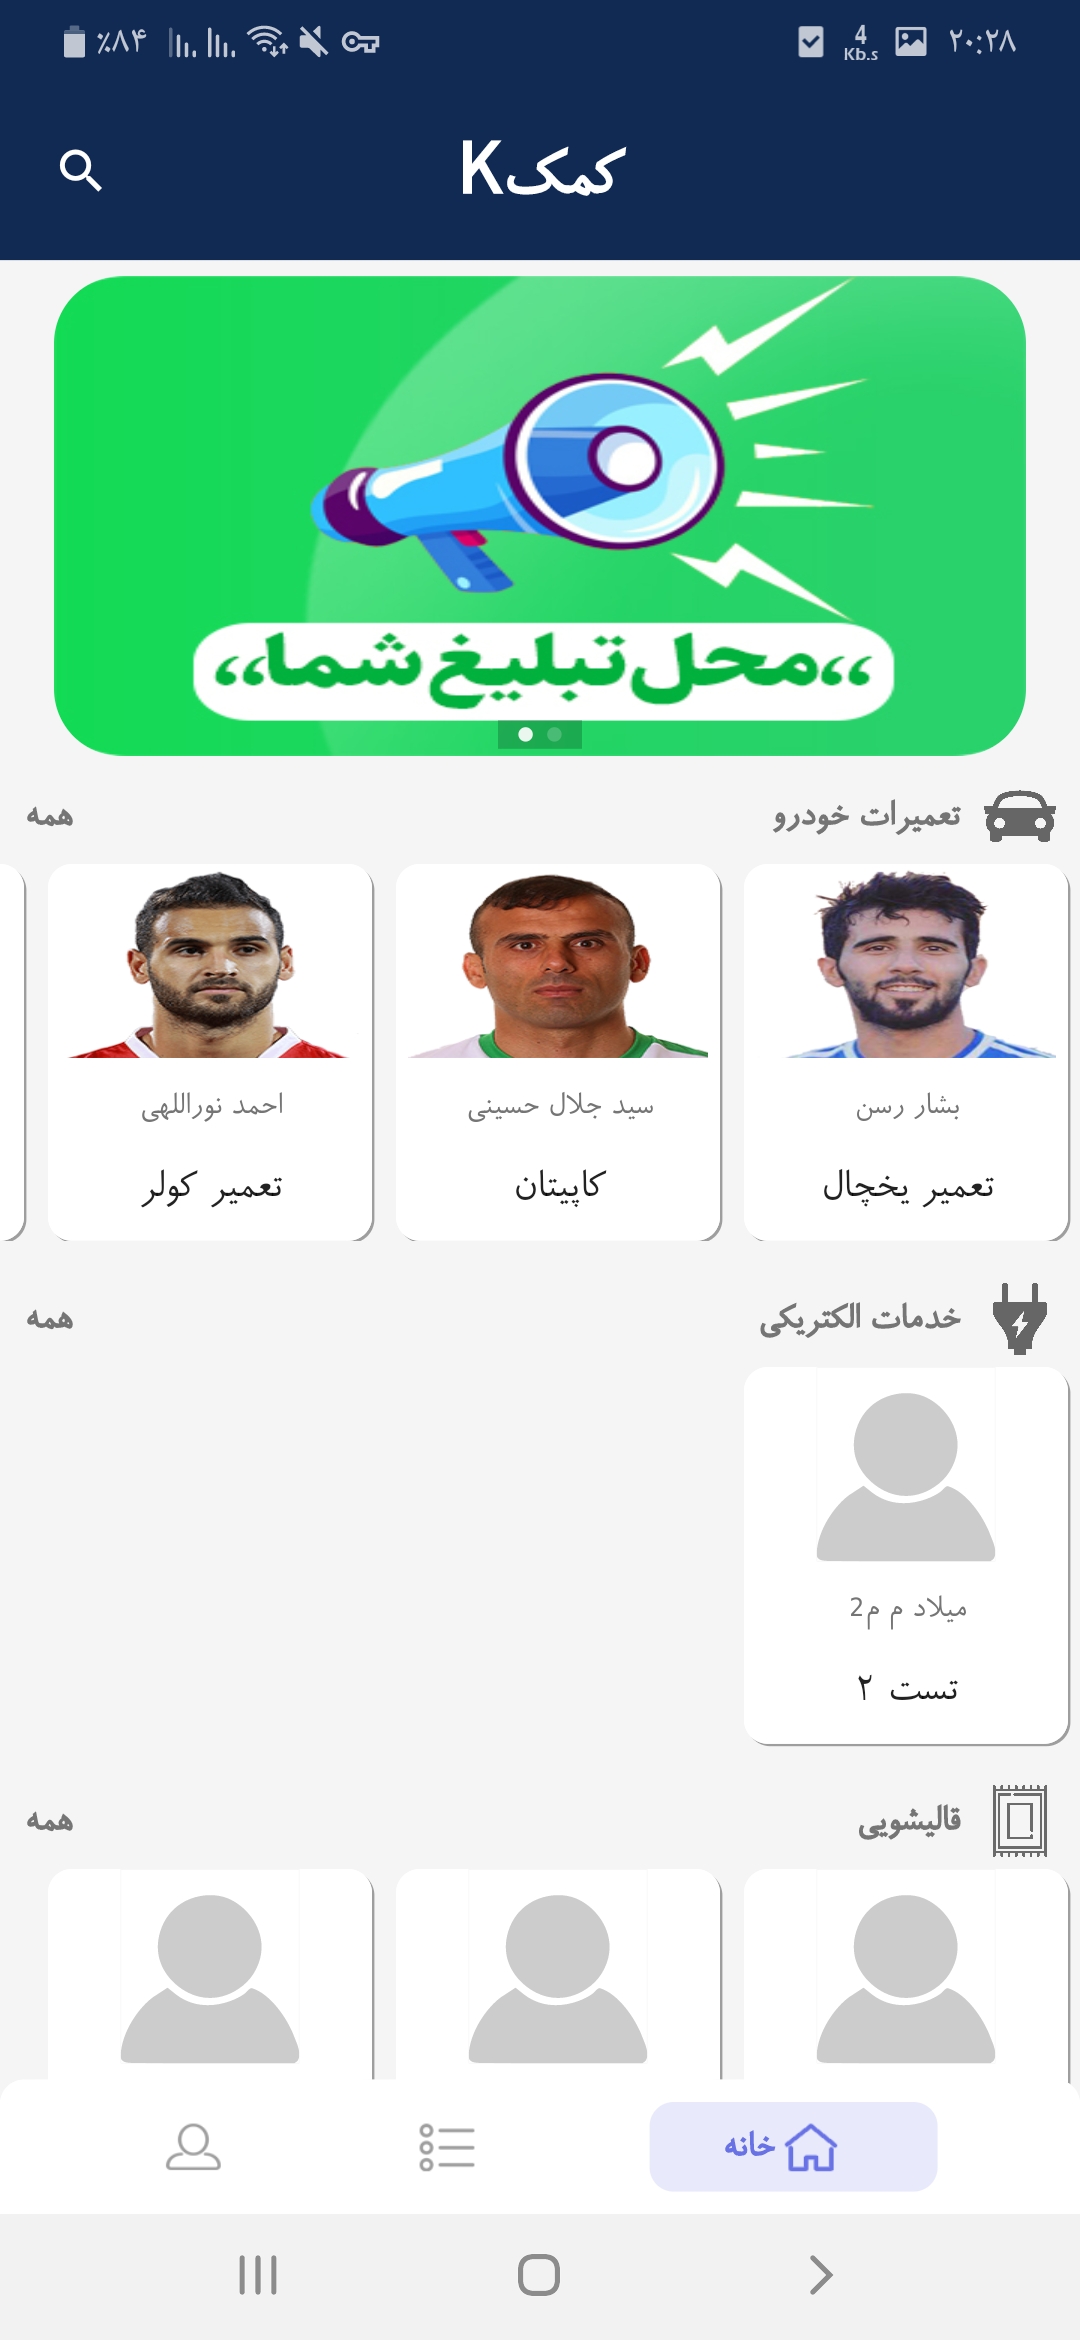 ۲۰:۲۸
4
Kb.s
٪۸۴
کمکK
،،محل تبلیغ شما،،
تعمیرات خودرو
همه
بشار رسن
تعمیر یخچال
سید جلال حسینی
کاپیتان
احمد نوراللهی
تعمیر کولر
خدمات الکتریکی
همه
میلاد م م2
تست ۲
قالیشویی
همه
خانه